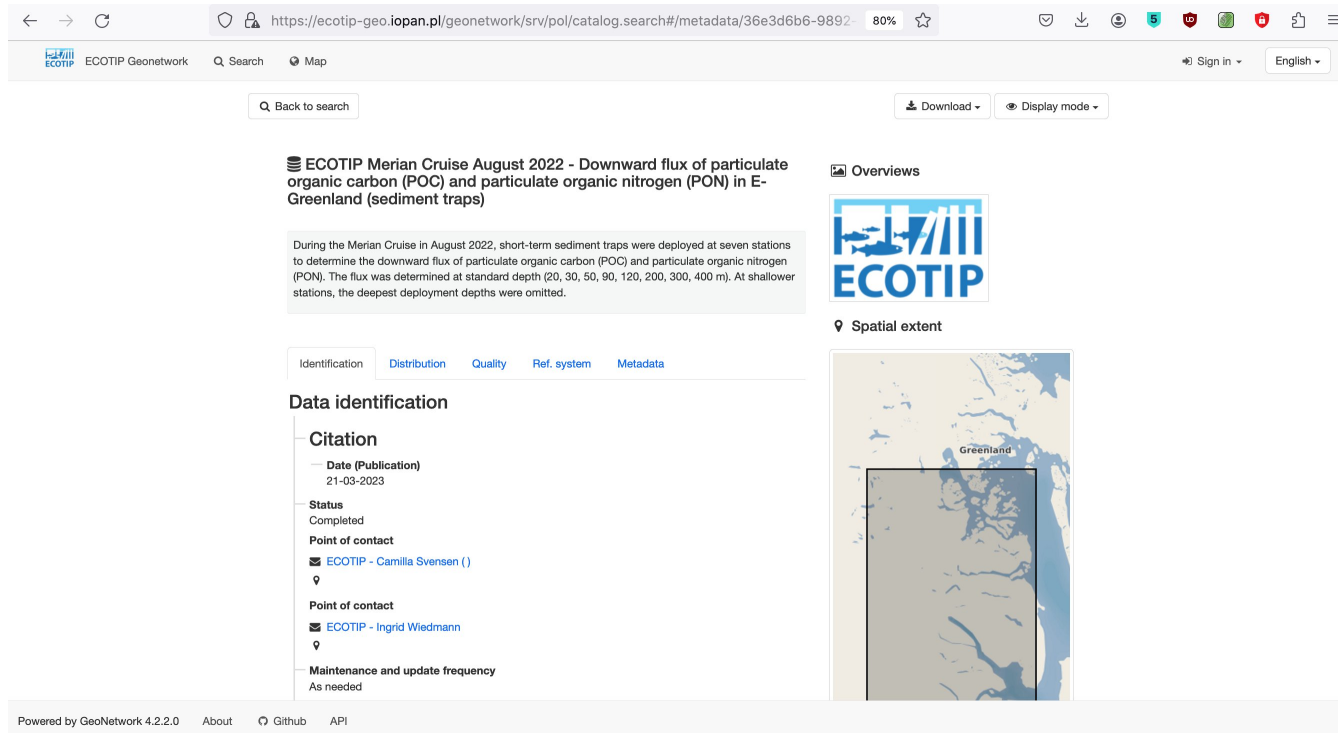 https://ecotip-geo.iopan.pl/geonetwork/srv/pol/catalog.search#/metadata/36e3d6b6-9892-
80%
5
ECOTIP
ECOTIP Geonetwork
Search
Map
Sign in
English
Back to search
Download
Display mode
ECOTIP Merian Cruise August 2022 - Downward flux of particulate
organic carbon (POC) and particulate organic nitrogen (PON) in E-
Greenland (sediment traps)
During the Merian Cruise in August 2022, short-term sediment traps were deployed at seven stations
to determine the downward flux of particulate organic carbon (POC) and particulate organic nitrogen
(PON). The flux was determined at standard depth (20, 30, 50, 90, 120, 200, 300, 400 m). At shallower
stations, the deepest deployment depths were omitted.
Identification
Distribution
Quality
Ref. system
Metadata
Data identification
Citation
Date (Publication)
21-03-2023
Status
Completed
Point of contact
ECOTIP - Camilla Svensen ( )
Point of contact
ECOTIP - Ingrid Wiedmann
Maintenance and update frequency
As needed
Overviews
ECOTIP
Spatial extent
Greenland
Powered by GeoNetwork 4.2.2.0
About
Github
API